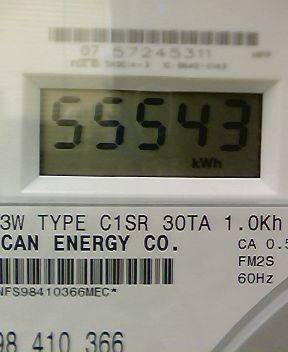 07 57245311
55543
kWh
3W TYPE C1SR 30TA 1.0Kh
CAN ENERGY CO.
CA 0.5
FM2S
NFS98410366MEC*
60Hz
98 410 366